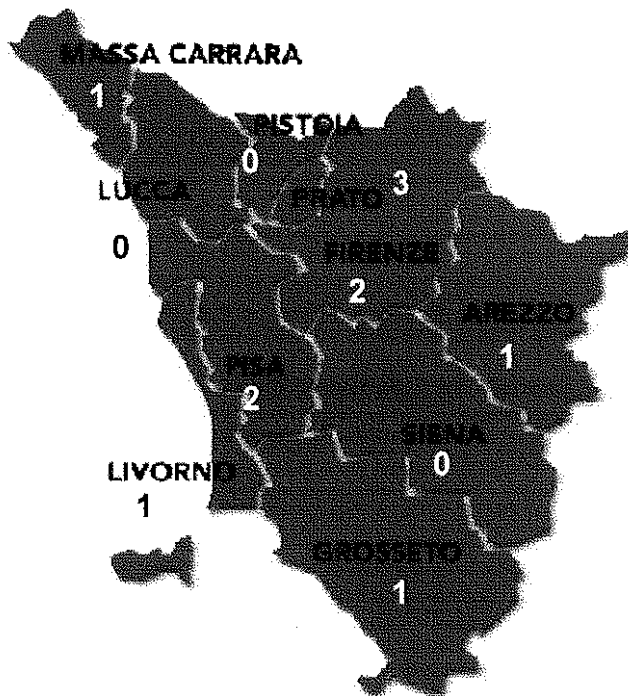 MASSA CARRARA
1
PISTOIA
0
3
LUCCA
PRATO
0
FIRENZE
2
AREZZO
1
PISA
2
SIENA
0
LIVORNO
1
GROSSETO
1